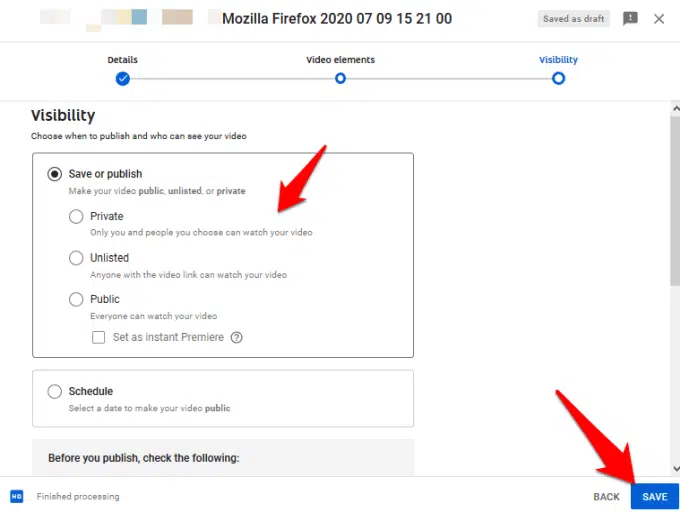 Mozilla Firefox 2020 07 09 15 21 00
Saved as draft
Details
Video elements
Visibility
Visibility
Choose when to publish and who can see your video
Save or publish
Make your video public, unlisted, or private
Private
Only you and people you choose can watch your video
Unlisted
Anyone with the video link can watch your video
Public
Everyone can watch your video
Set as instant Premiere ?
Schedule
Select a date to make your video public
Before you publish, check the following:
HD Finished processing
BACK
SAVE